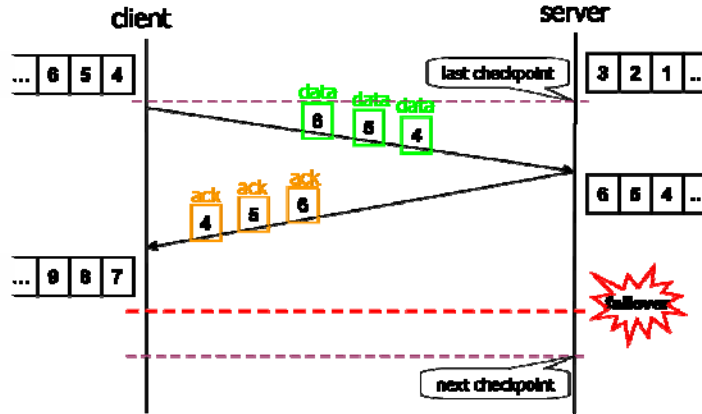 client
server
... 6 5 4
last checkpoint
3 2 1 ...
data data data
6 5 4
ack ack ack
4 5 6
6 5 4 ...
... 9 8 7
failover
next checkpoint